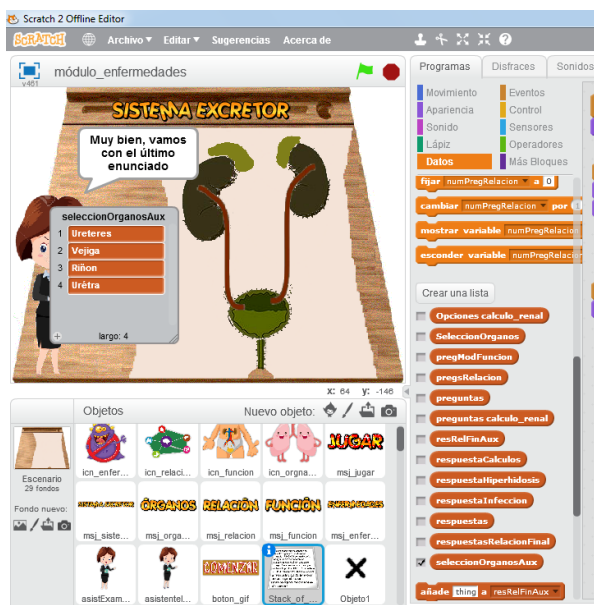 Scratch 2 Offline Editor
SCRATCH Archivo Editar Sugerencias Acerca de
módulo_enfermedades
v461
SISTEMA EXCRETOR
Muy bien, vamos
con el último
enunciado
seleccionOrganosAux
1 Ureteres
2 Vejiga
3 Riñon
4 Urétra
+ largo: 4
x: 64 y: -146
Objetos Nuevo objeto:
Escenario
29 fondos
Fondo nuevo:
icn_enfer... icn_relaci... icn_funcion icn_orgna... msj_jugar
JUGAR
ÓRGANOS RELACIÓN FUNCIÓN
msj_siste... msj_orga... msj_relacion msj_funcion msj_enfer...
COMENZAR
asistExam... asistentel... boton_gif Stack_of_... Objeto1
Programas Disfraces Sonidos
Movimiento Eventos
Apariencia Control
Sonido Sensores
Lápiz Operadores
Datos Más Bloques
fijar numPregRelacion a 0
cambiar numPregRelacion por 1
mostrar variable numPregRelacion
esconder variable numPregRelacion
Crear una lista
Opciones calculo_renal
SeleccionOrganos
pregModFuncion
pregsRelacion
preguntas
preguntas calculo_renal
resRelFinAux
respuestaCalculos
respuestaHiperhidosis
respuestaInfeccion
respuestas
respuestasRelacionFinal
seleccionOrganosAux
añade thing a resRelFinAux